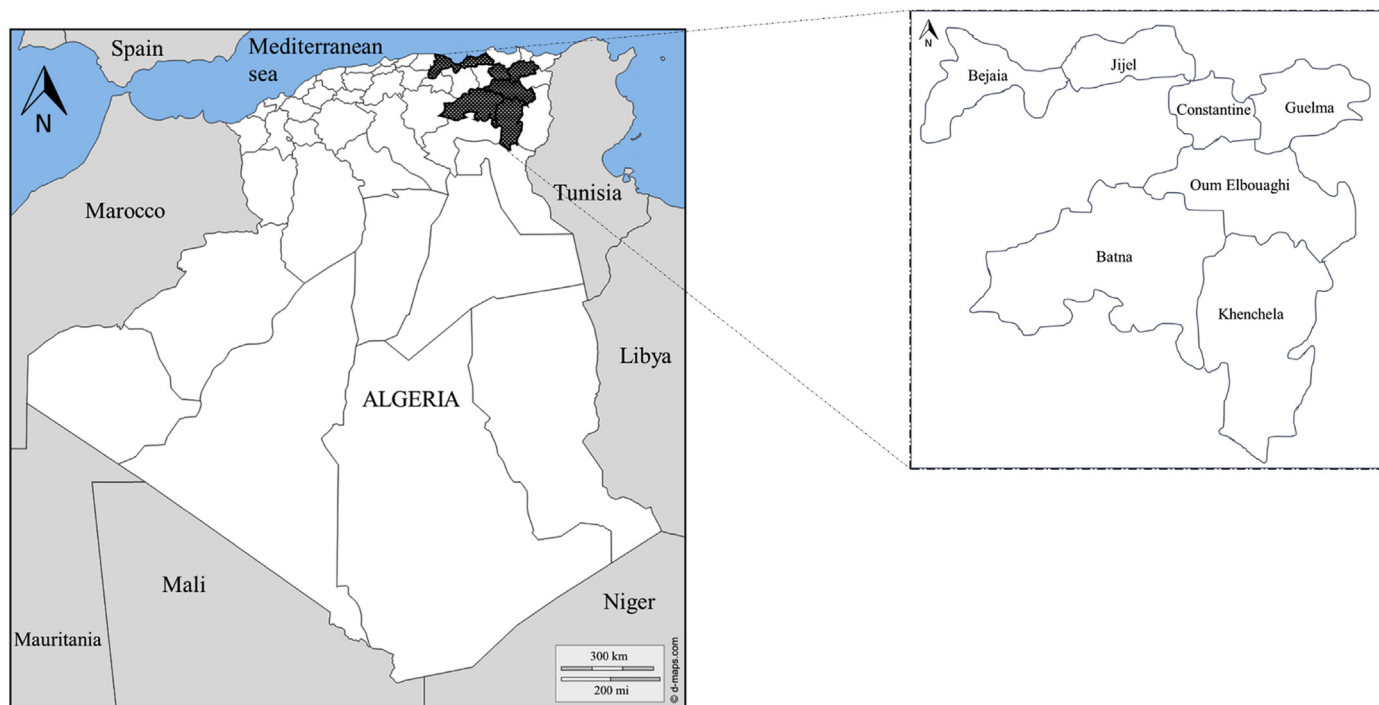 Spain
Mediterranean
sea
N
Marocco
Tunisia
Libya
ALGERIA
Mali
Niger
Mauritania
300 km
200 mi
© d-maps.com
N
Bejaia
Jijel
Constantine
Guelma
Oum Elbouaghi
Batna
Khenchela